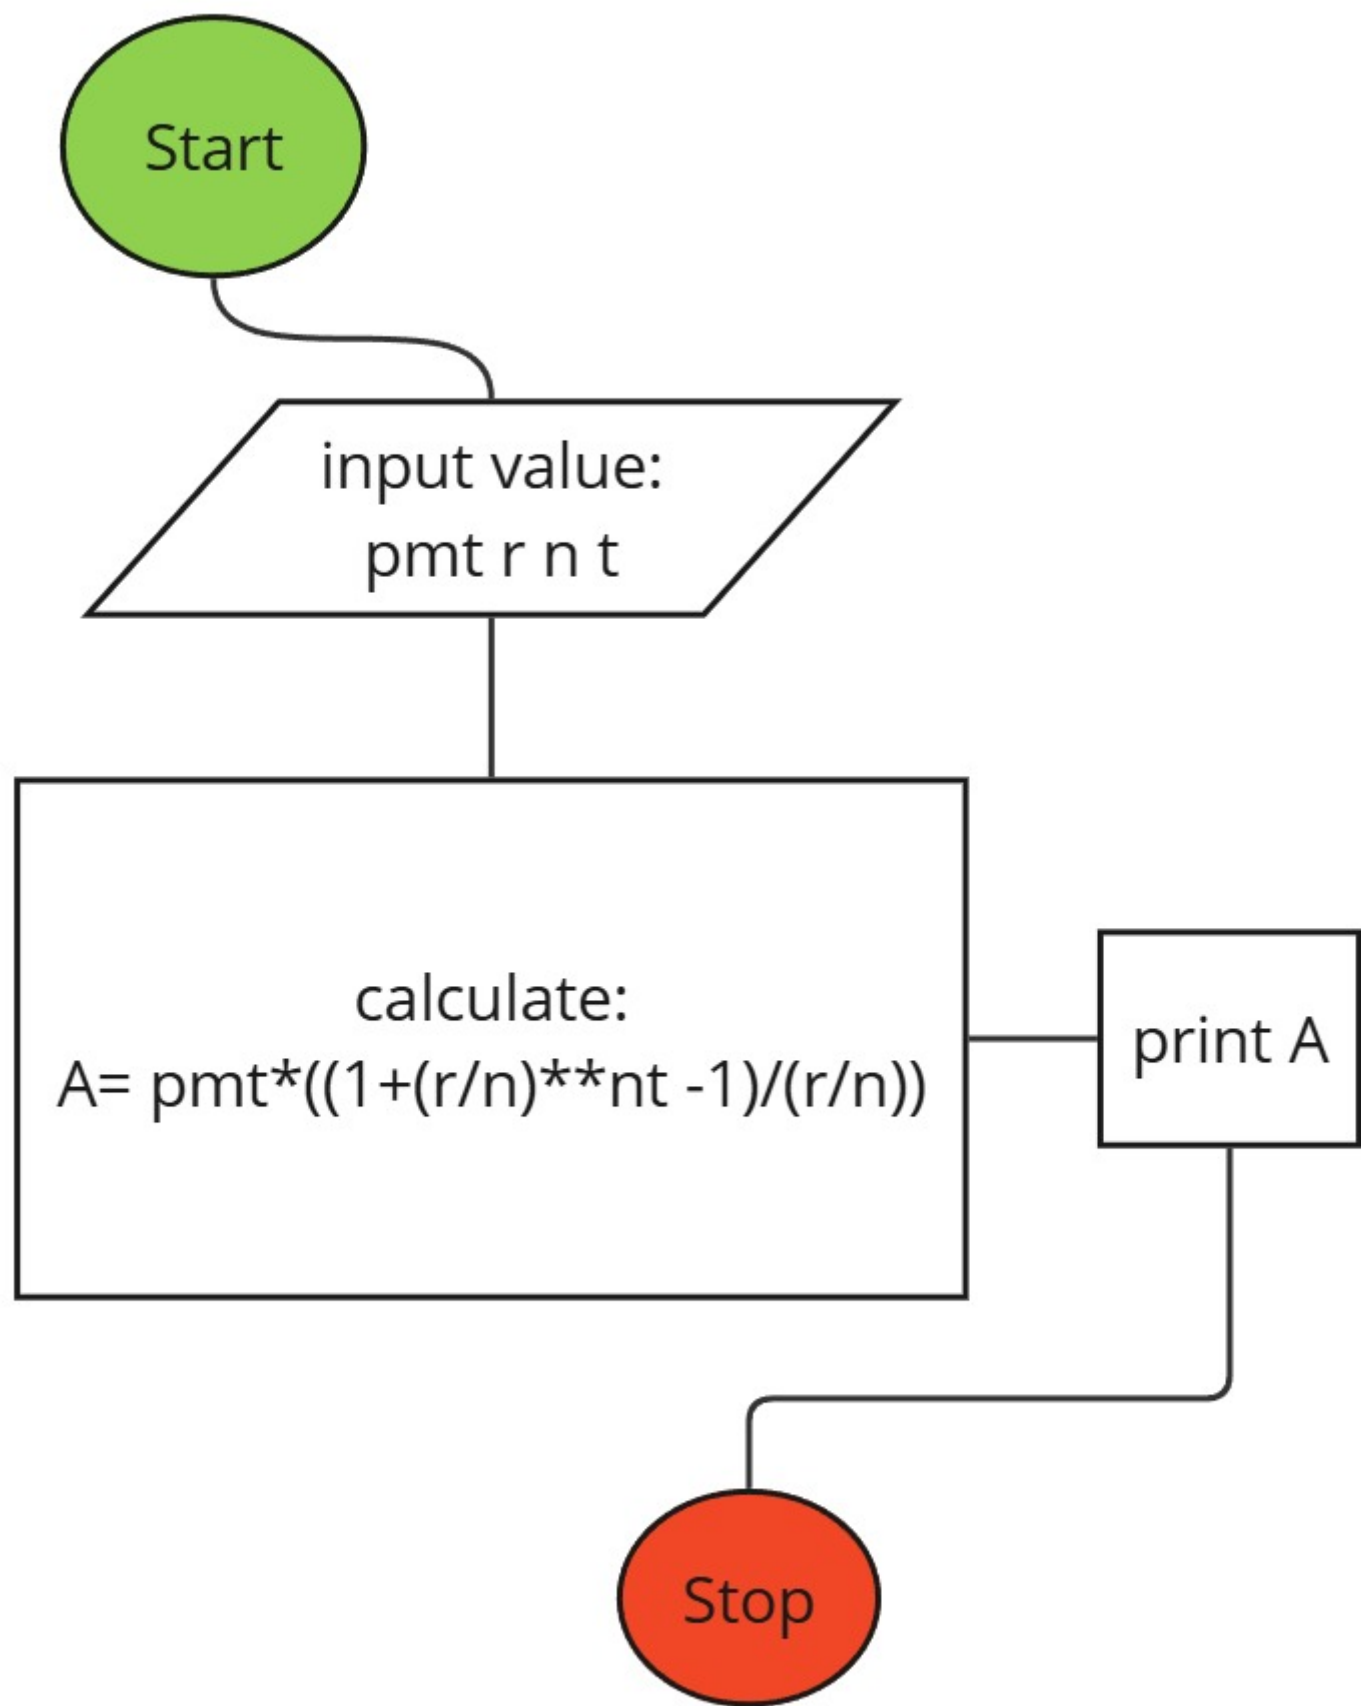 Start
input value:
pmt r n t
calculate:
A= pmt*((1+(r/n)**nt -1)/(r/n))
print A
Stop